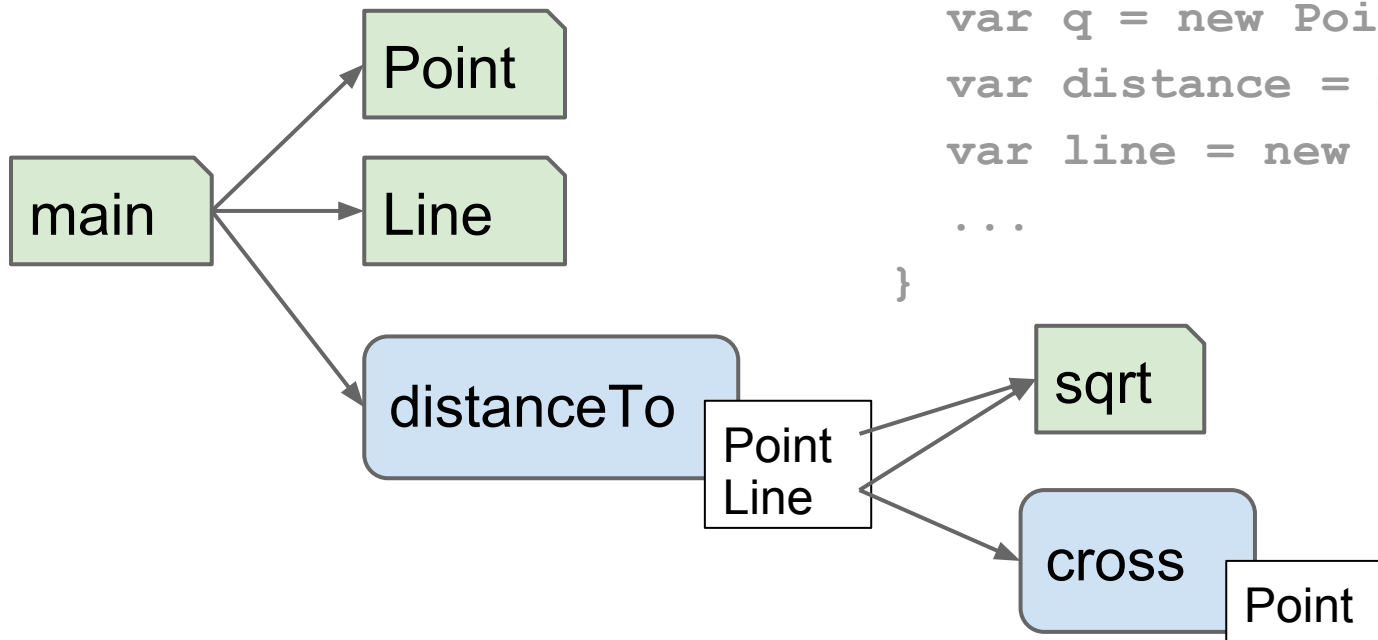 var q = new Poi
var distance =
var line = new
...
}
Point
main
Line
distanceTo
Point
Line
sqrt
cross
Point